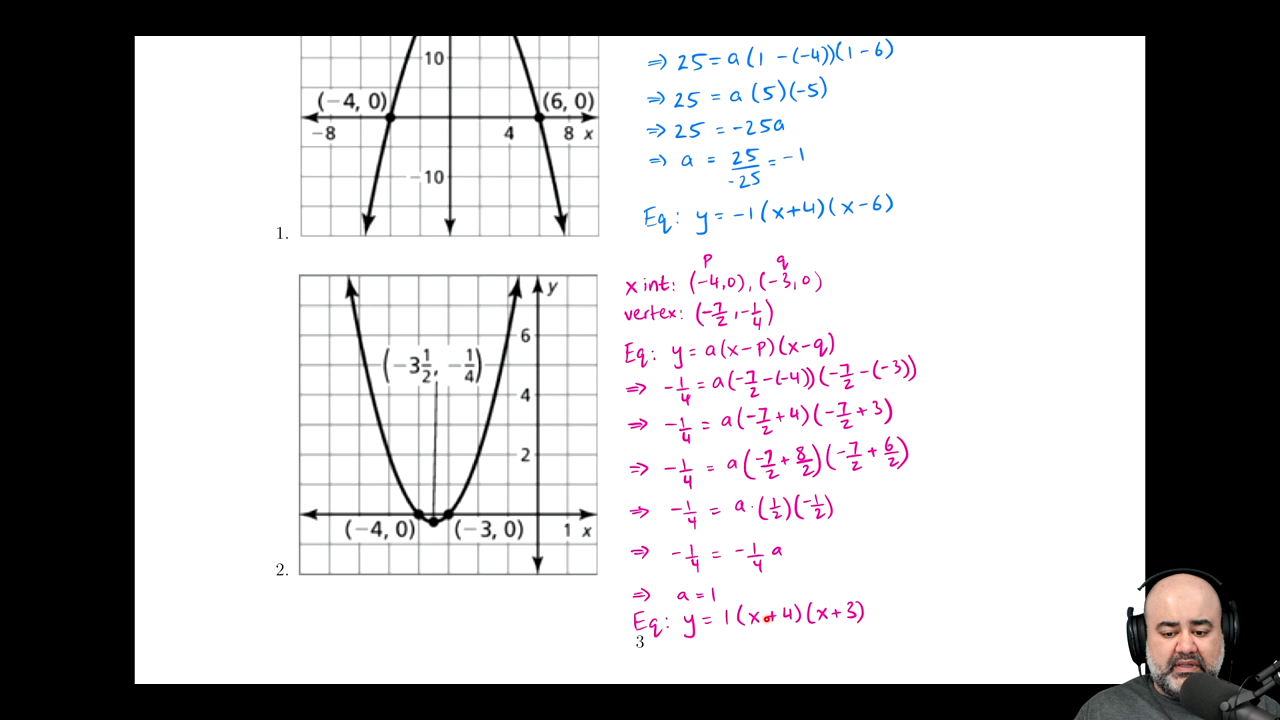 10
(−4, 0)
(6, 0)
−8
4
8 x
−10
1.
⇒ 25 = a(1 − (−4))(1 − 6)
⇒ 25 = a(5)(−5)
⇒ 25 = −25a
⇒ a = 25/−25 = −1
Eq: y = −1(x+4)(x−6)
y
6
(−3 1/2, −1/4)
4
2
(−4, 0)
(−3, 0)
1 x
2.
p q
x int: (−4,0), (−3,0)
vertex: (−7/2, −1/4)
Eq: y = a(x−p)(x−q)
⇒ −1/4 = a(−7/2 − (−4))(−7/2 − (−3))
⇒ −1/4 = a(−7/2 + 4)(−7/2 + 3)
⇒ −1/4 = a(−7/2 + 8/2)(−7/2 + 6/2)
⇒ −1/4 = a · (1/2)(−1/2)
⇒ −1/4 = −1/4 a
⇒ a = 1
Eq: y = 1(x+4)(x+3)
3